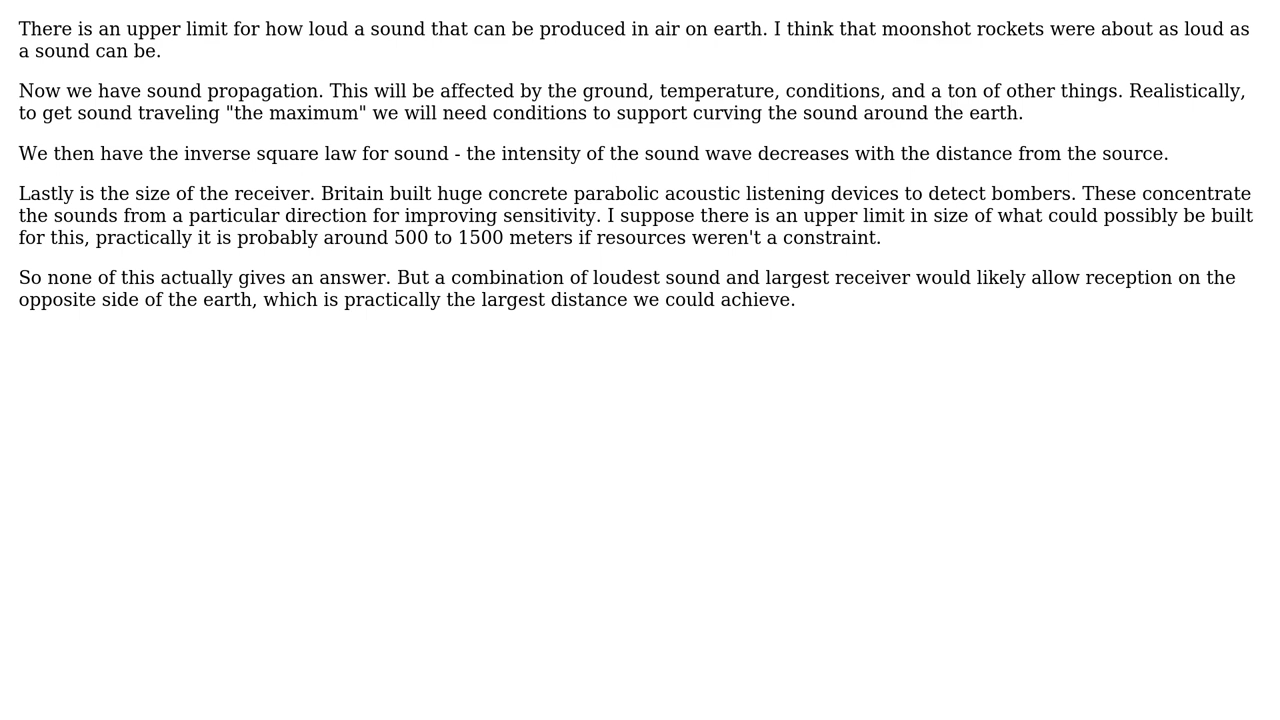 There is an upper limit for how loud a sound that can be produced in air on earth. I think that moonshot rockets were about as loud as
a sound can be.
Now we have sound propagation. This will be affected by the ground, temperature, conditions, and a ton of other things. Realistically,
to get sound traveling "the maximum" we will need conditions to support curving the sound around the earth.
We then have the inverse square law for sound - the intensity of the sound wave decreases with the distance from the source.
Lastly is the size of the receiver. Britain built huge concrete parabolic acoustic listening devices to detect bombers. These concentrate
the sounds from a particular direction for improving sensitivity. I suppose there is an upper limit in size of what could possibly be built
for this, practically it is probably around 500 to 1500 meters if resources weren't a constraint.
So none of this actually gives an answer. But a combination of loudest sound and largest receiver would likely allow reception on the
opposite side of the earth, which is practically the largest distance we could achieve.